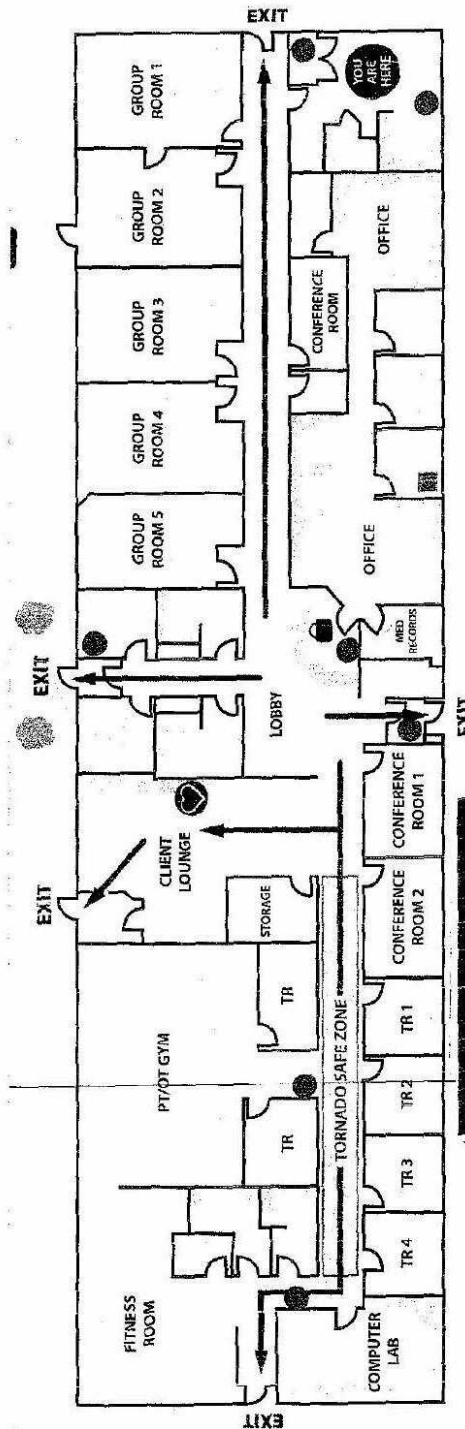 EXIT
GROUP
ROOM 1
YOU
ARE
HERE
GROUP
ROOM 2
OFFICE
CONFERENCE
ROOM
GROUP
ROOM 3
GROUP
ROOM 4
GROUP
ROOM 5
OFFICE
MED
RECORDS
EXIT
LOBBY
EXIT
CLIENT
LOUNGE
CONFERENCE
ROOM 1
EXIT
STORAGE
CONFERENCE
ROOM 2
TR
TR 1
PT/OT GYM
TORNADO SAFE ZONE
TR 2
TR
TR 3
TR 4
FITNESS
ROOM
COMPUTER
LAB
EXIT